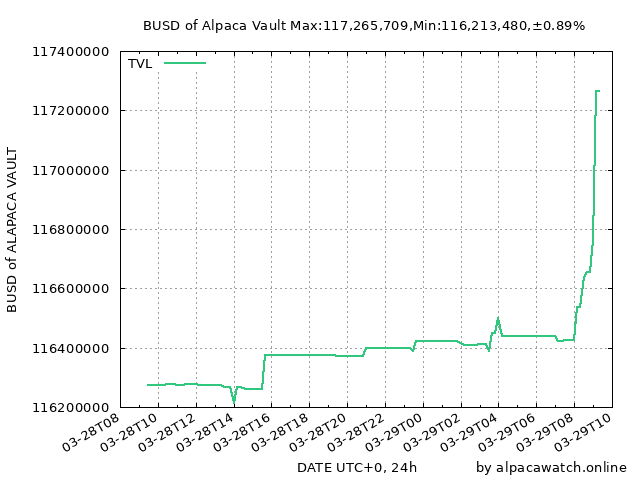 BUSD of Alpaca Vault Max:117,265,709,Min:116,213,480,±0.89%
TVL
117400000
117200000
117000000
116800000
116600000
116400000
116200000
BUSD of ALAPACA VAULT
03-28T08
03-28T10
03-28T12
03-28T14
03-28T16
03-28T18
03-28T20
03-28T22
03-29T00
03-29T02
03-29T04
03-29T06
03-29T08
03-29T10
DATE UTC+0, 24h
by alpacawatch.online